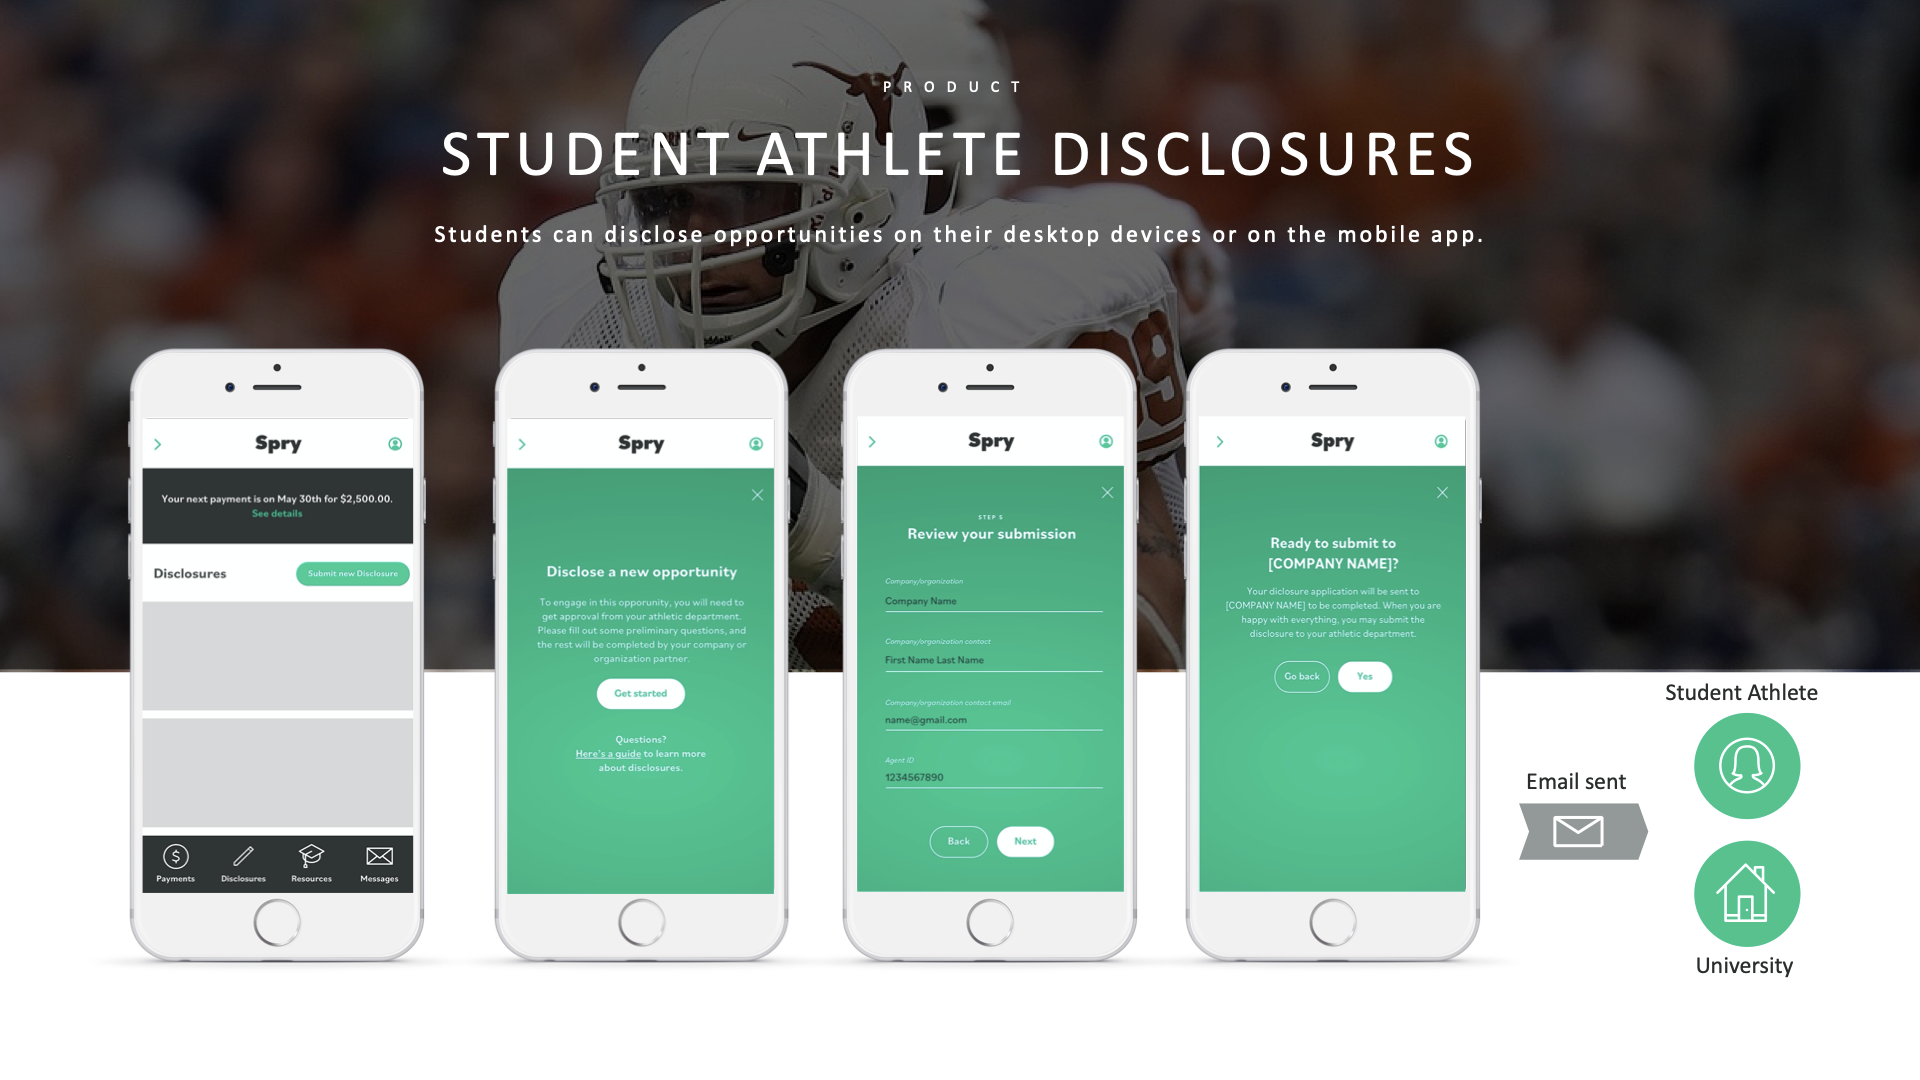 PRODUCT
STUDENT ATHLETE DISCLOSURES
Students can disclose opportunities on their desktop devices or on the mobile app.
Spry
Your next payment is on May 30th for $2,500.00.
See details
Disclosures
Submit new Disclosure
$
Payments
Disclosures
Resources
Messages
Spry
Disclose a new opportunity
To engage in this opporunity, you will need to
get approval from your athletic department.
Please fill out some preliminary questions, and
the rest will be completed by your company or
organization partner.
Get started
Questions?
Here's a guide to learn more
about disclosures.
Spry
STEP 5
Review your submission
Company/organization
Company Name
Company/organization contact
First Name Last Name
Company/organization contact email
name@gmail.com
Agent ID
1234567890
Back
Next
Spry
Ready to submit to
[COMPANY NAME]?
Your diclosure application will be sent to
[COMPANY NAME] to be completed. When you are
happy with everything, you may submit the
disclosure to your athletic department.
Go back
Yes
Email sent
Student Athlete
University